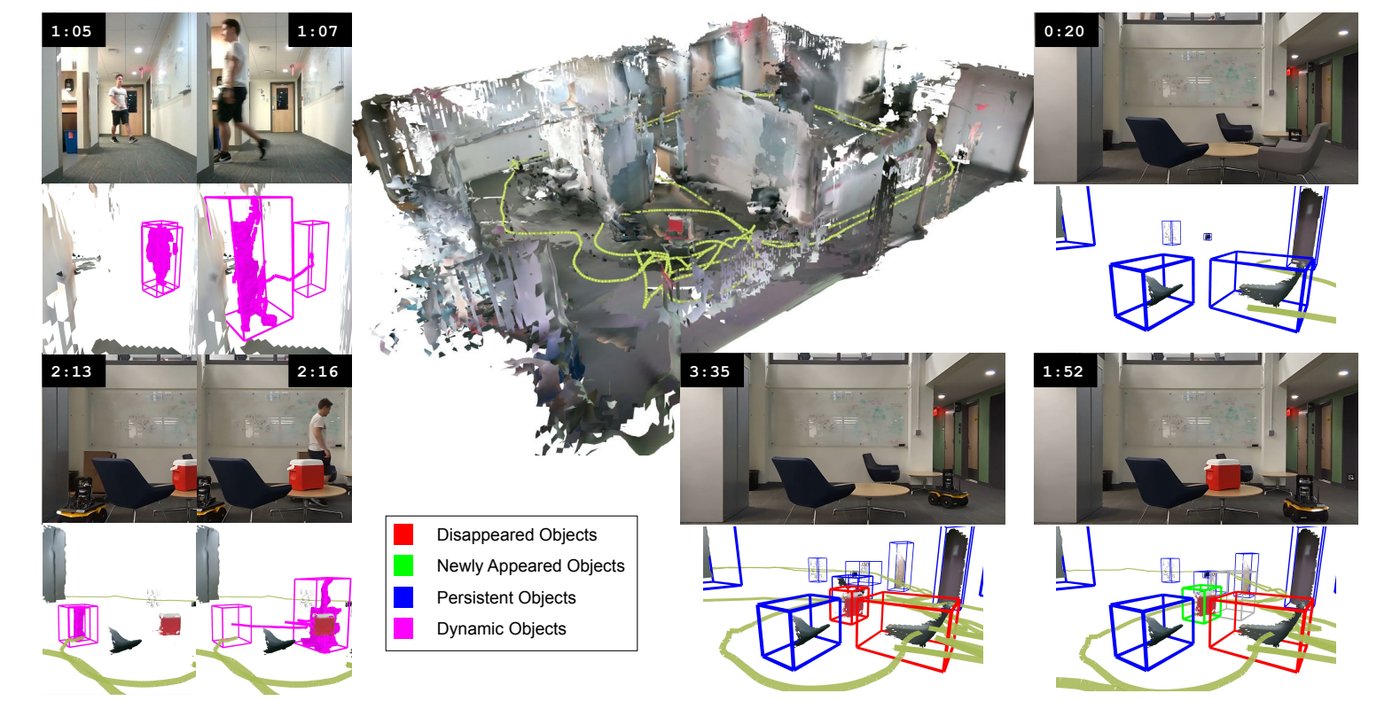 1:05
1:07
0:20
2:13
2:16
3:35
1:52
Disappeared Objects
Newly Appeared Objects
Persistent Objects
Dynamic Objects